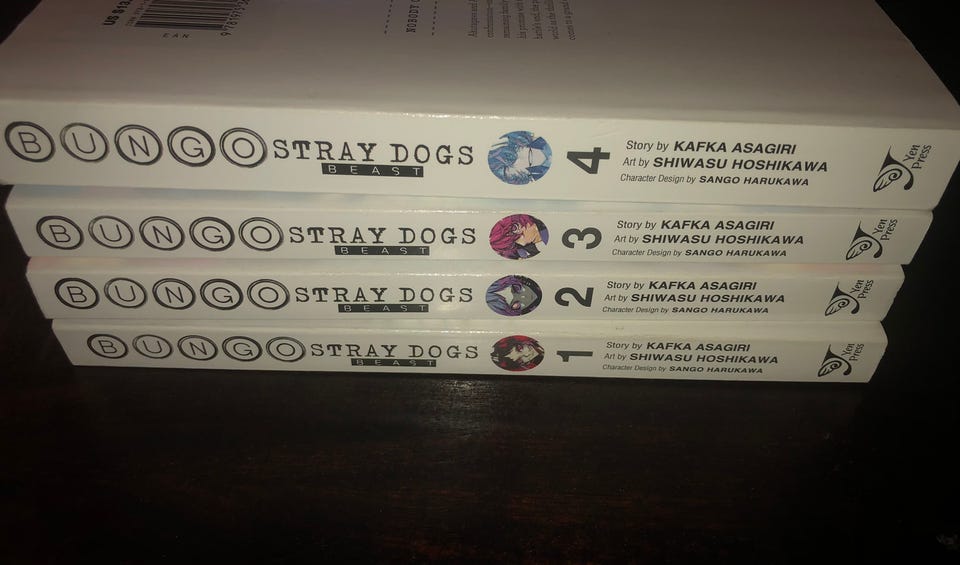 US $13.
EAN
NOBODY
BUNGO STRAY DOGS
BEAST
4
Story by KAFKA ASAGIRI
Art by SHIWASU HOSHIKAWA
Character Design by SANGO HARUKAWA
Yen
Press
BUNGO STRAY DOGS
BEAST
3
Story by KAFKA ASAGIRI
Art by SHIWASU HOSHIKAWA
Character Design by SANGO HARUKAWA
Yen
Press
BUNGO STRAY DOGS
BEAST
2
Story by KAFKA ASAGIRI
Art by SHIWASU HOSHIKAWA
Character Design by SANGO HARUKAWA
Yen
Press
BUNGO STRAY DOGS
BEAST
1
Story by KAFKA ASAGIRI
Art by SHIWASU HOSHIKAWA
Character Design by SANGO HARUKAWA
Yen
Press